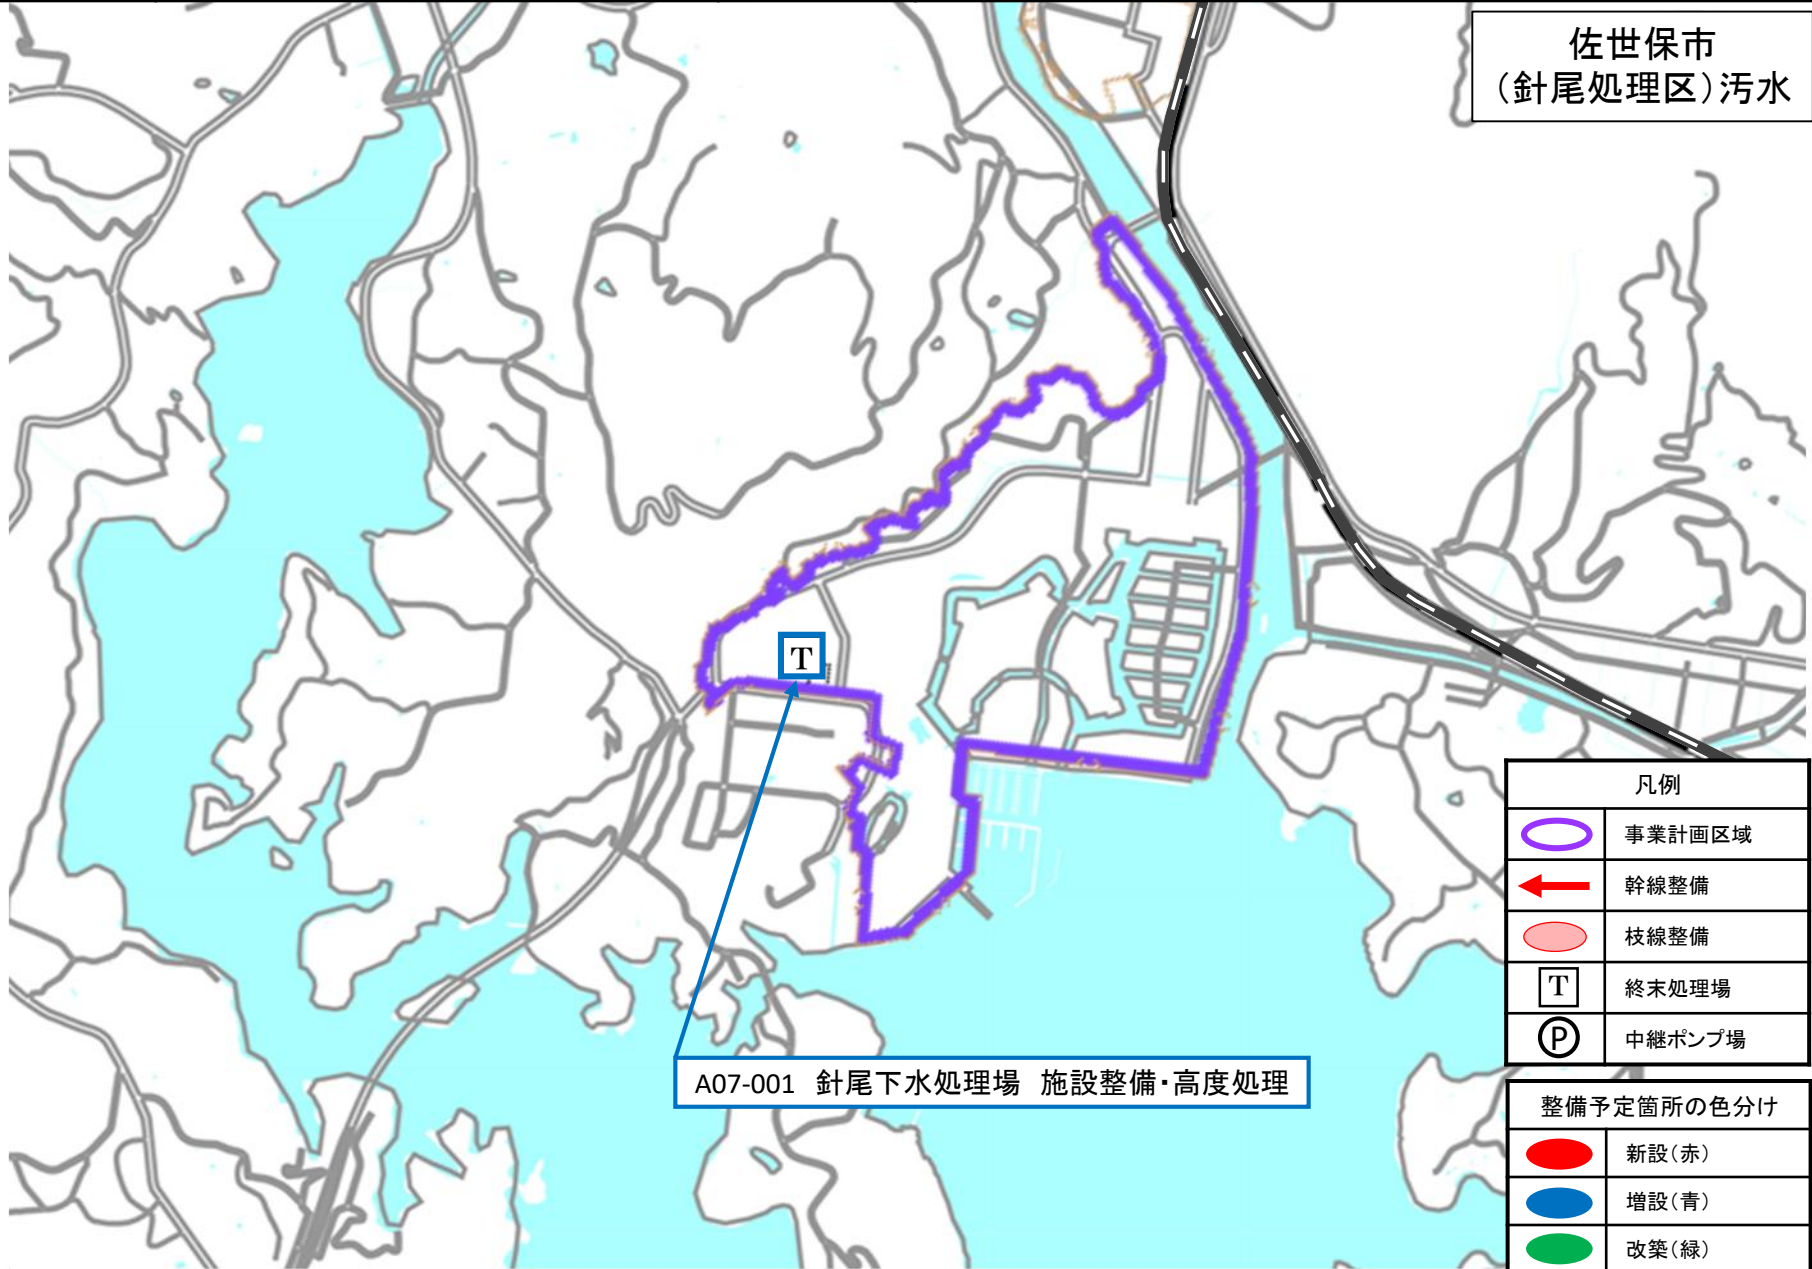 佐世保市
（針尾処理区）汚水
T
A07-001 針尾下水処理場 施設整備・高度処理
凡例
事業計画区域
幹線整備
枝線整備
T 終末処理場
P 中継ポンプ場
整備予定箇所の色分け
新設（赤）
増設（青）
改築（緑）